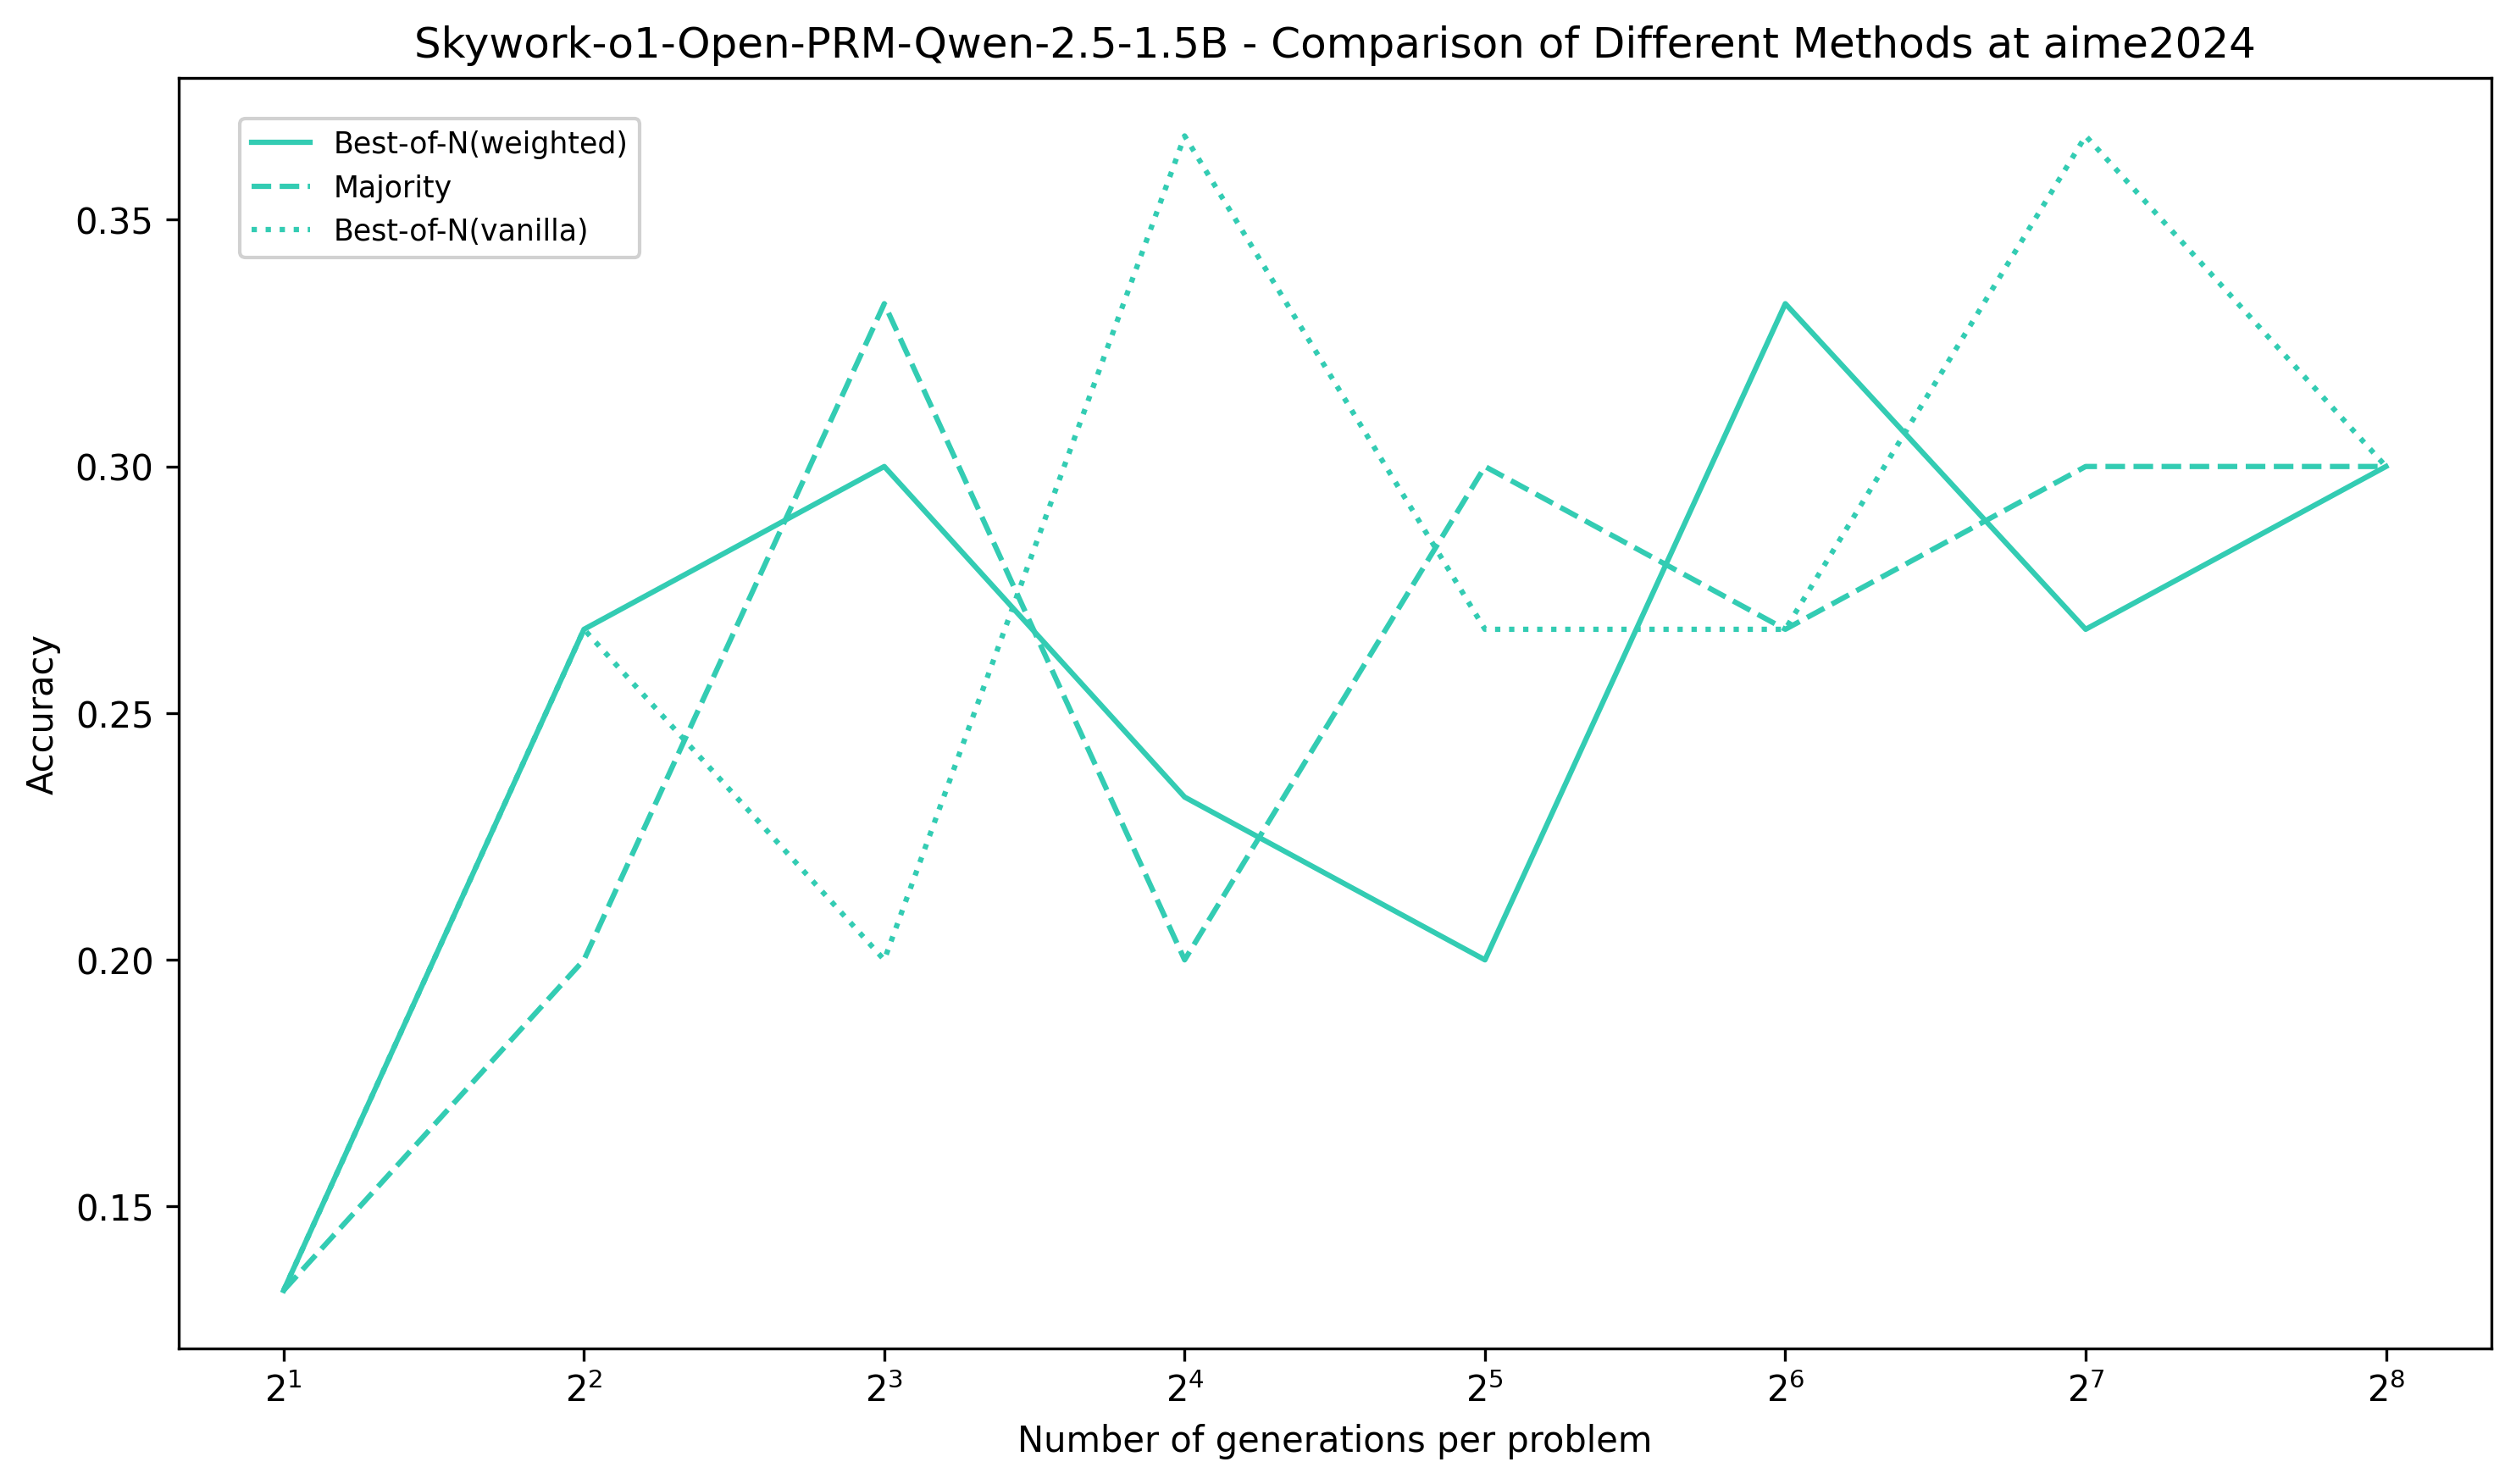 Skywork-o1-Open-PRM-Qwen-2.5-1.5B - Comparison of Different Methods at aime2024
Best-of-N(weighted)
Majority
Best-of-N(vanilla)
Accuracy
0.35
0.30
0.25
0.20
0.15
2¹ 2² 2³ 2⁴ 2⁵ 2⁶ 2⁷ 2⁸
Number of generations per problem